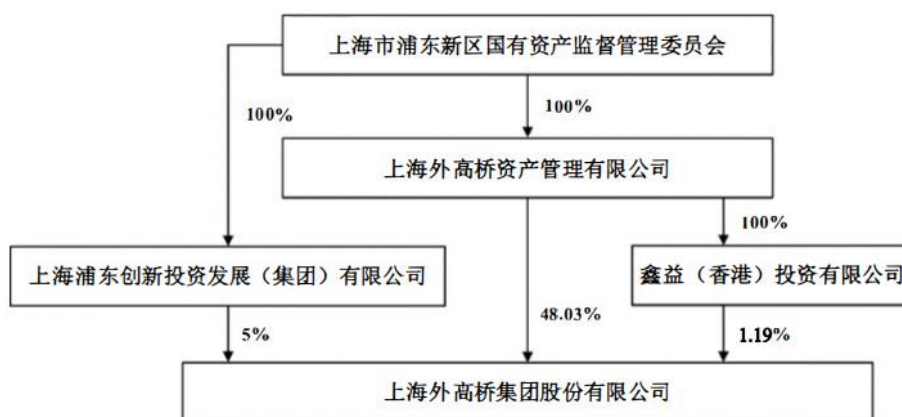 上海市浦东新区国有资产监督管理委员会
100%
100%
上海外高桥资产管理有限公司
100%
上海浦东创新投资发展（集团）有限公司
鑫益（香港）投资有限公司
5%
48.03%
1.19%
上海外高桥集团股份有限公司